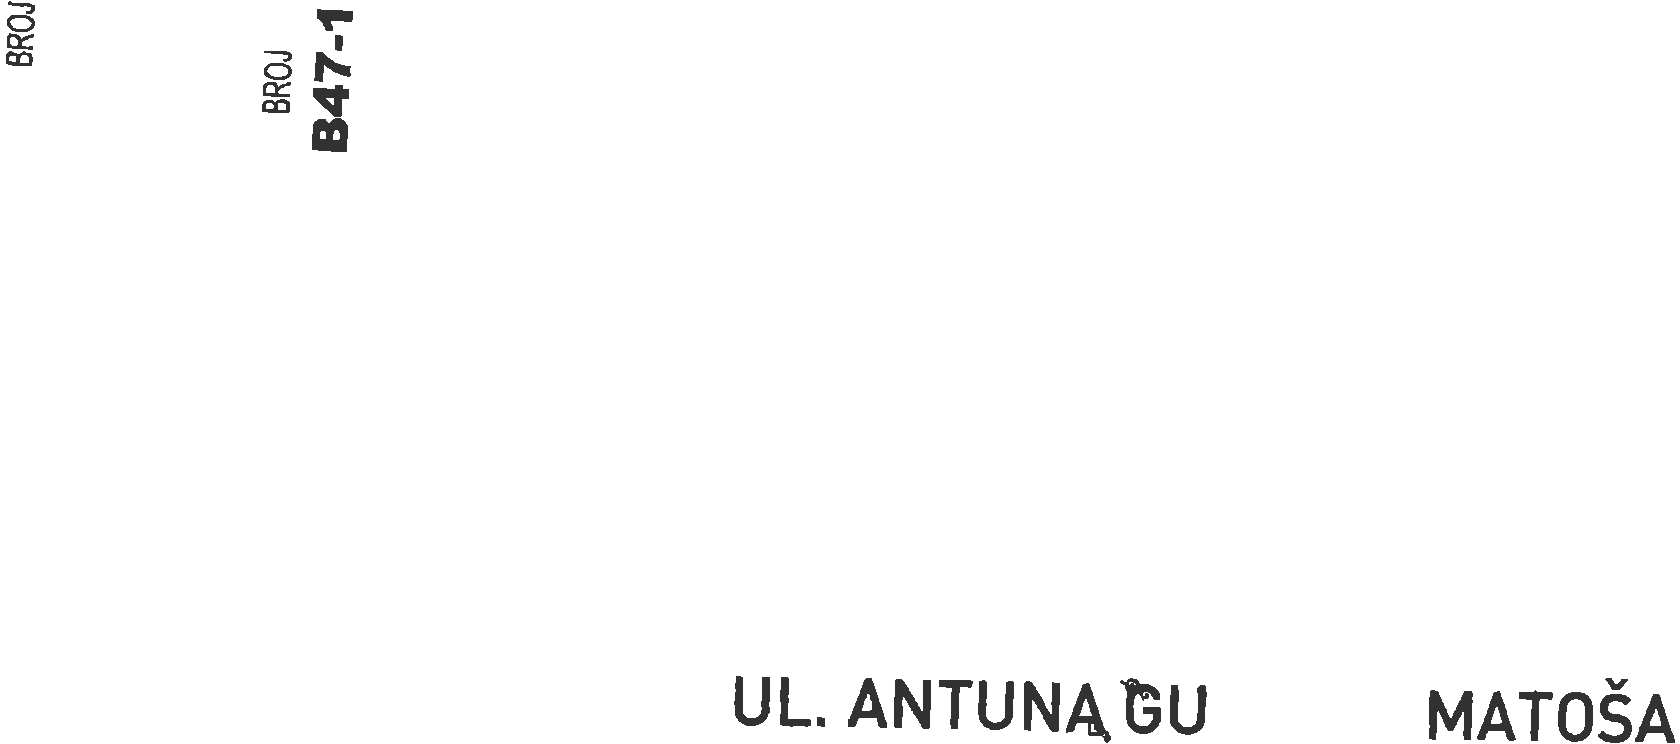 BROJ
BROJ
B47-1
UL. ANTUNA GU MATOŠA